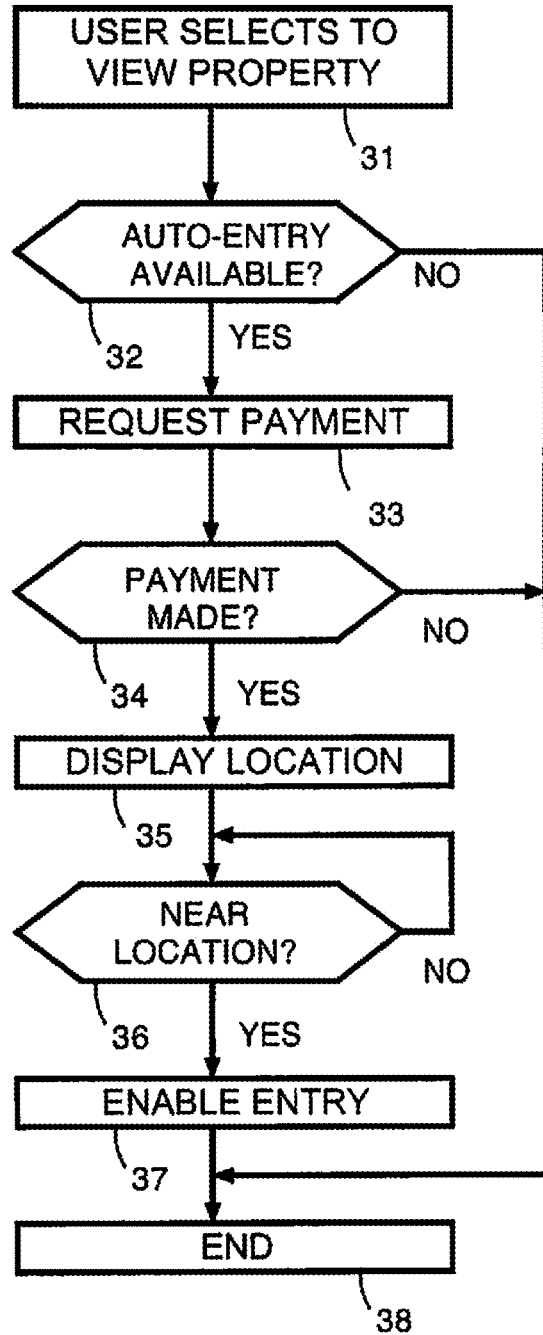 USER SELECTS TO
VIEW PROPERTY
31
AUTO-ENTRY
AVAILABLE?
NO
32
YES
REQUEST PAYMENT
33
PAYMENT
MADE?
NO
34
YES
DISPLAY LOCATION
35
NEAR
LOCATION?
NO
36
YES
ENABLE ENTRY
37
END
38